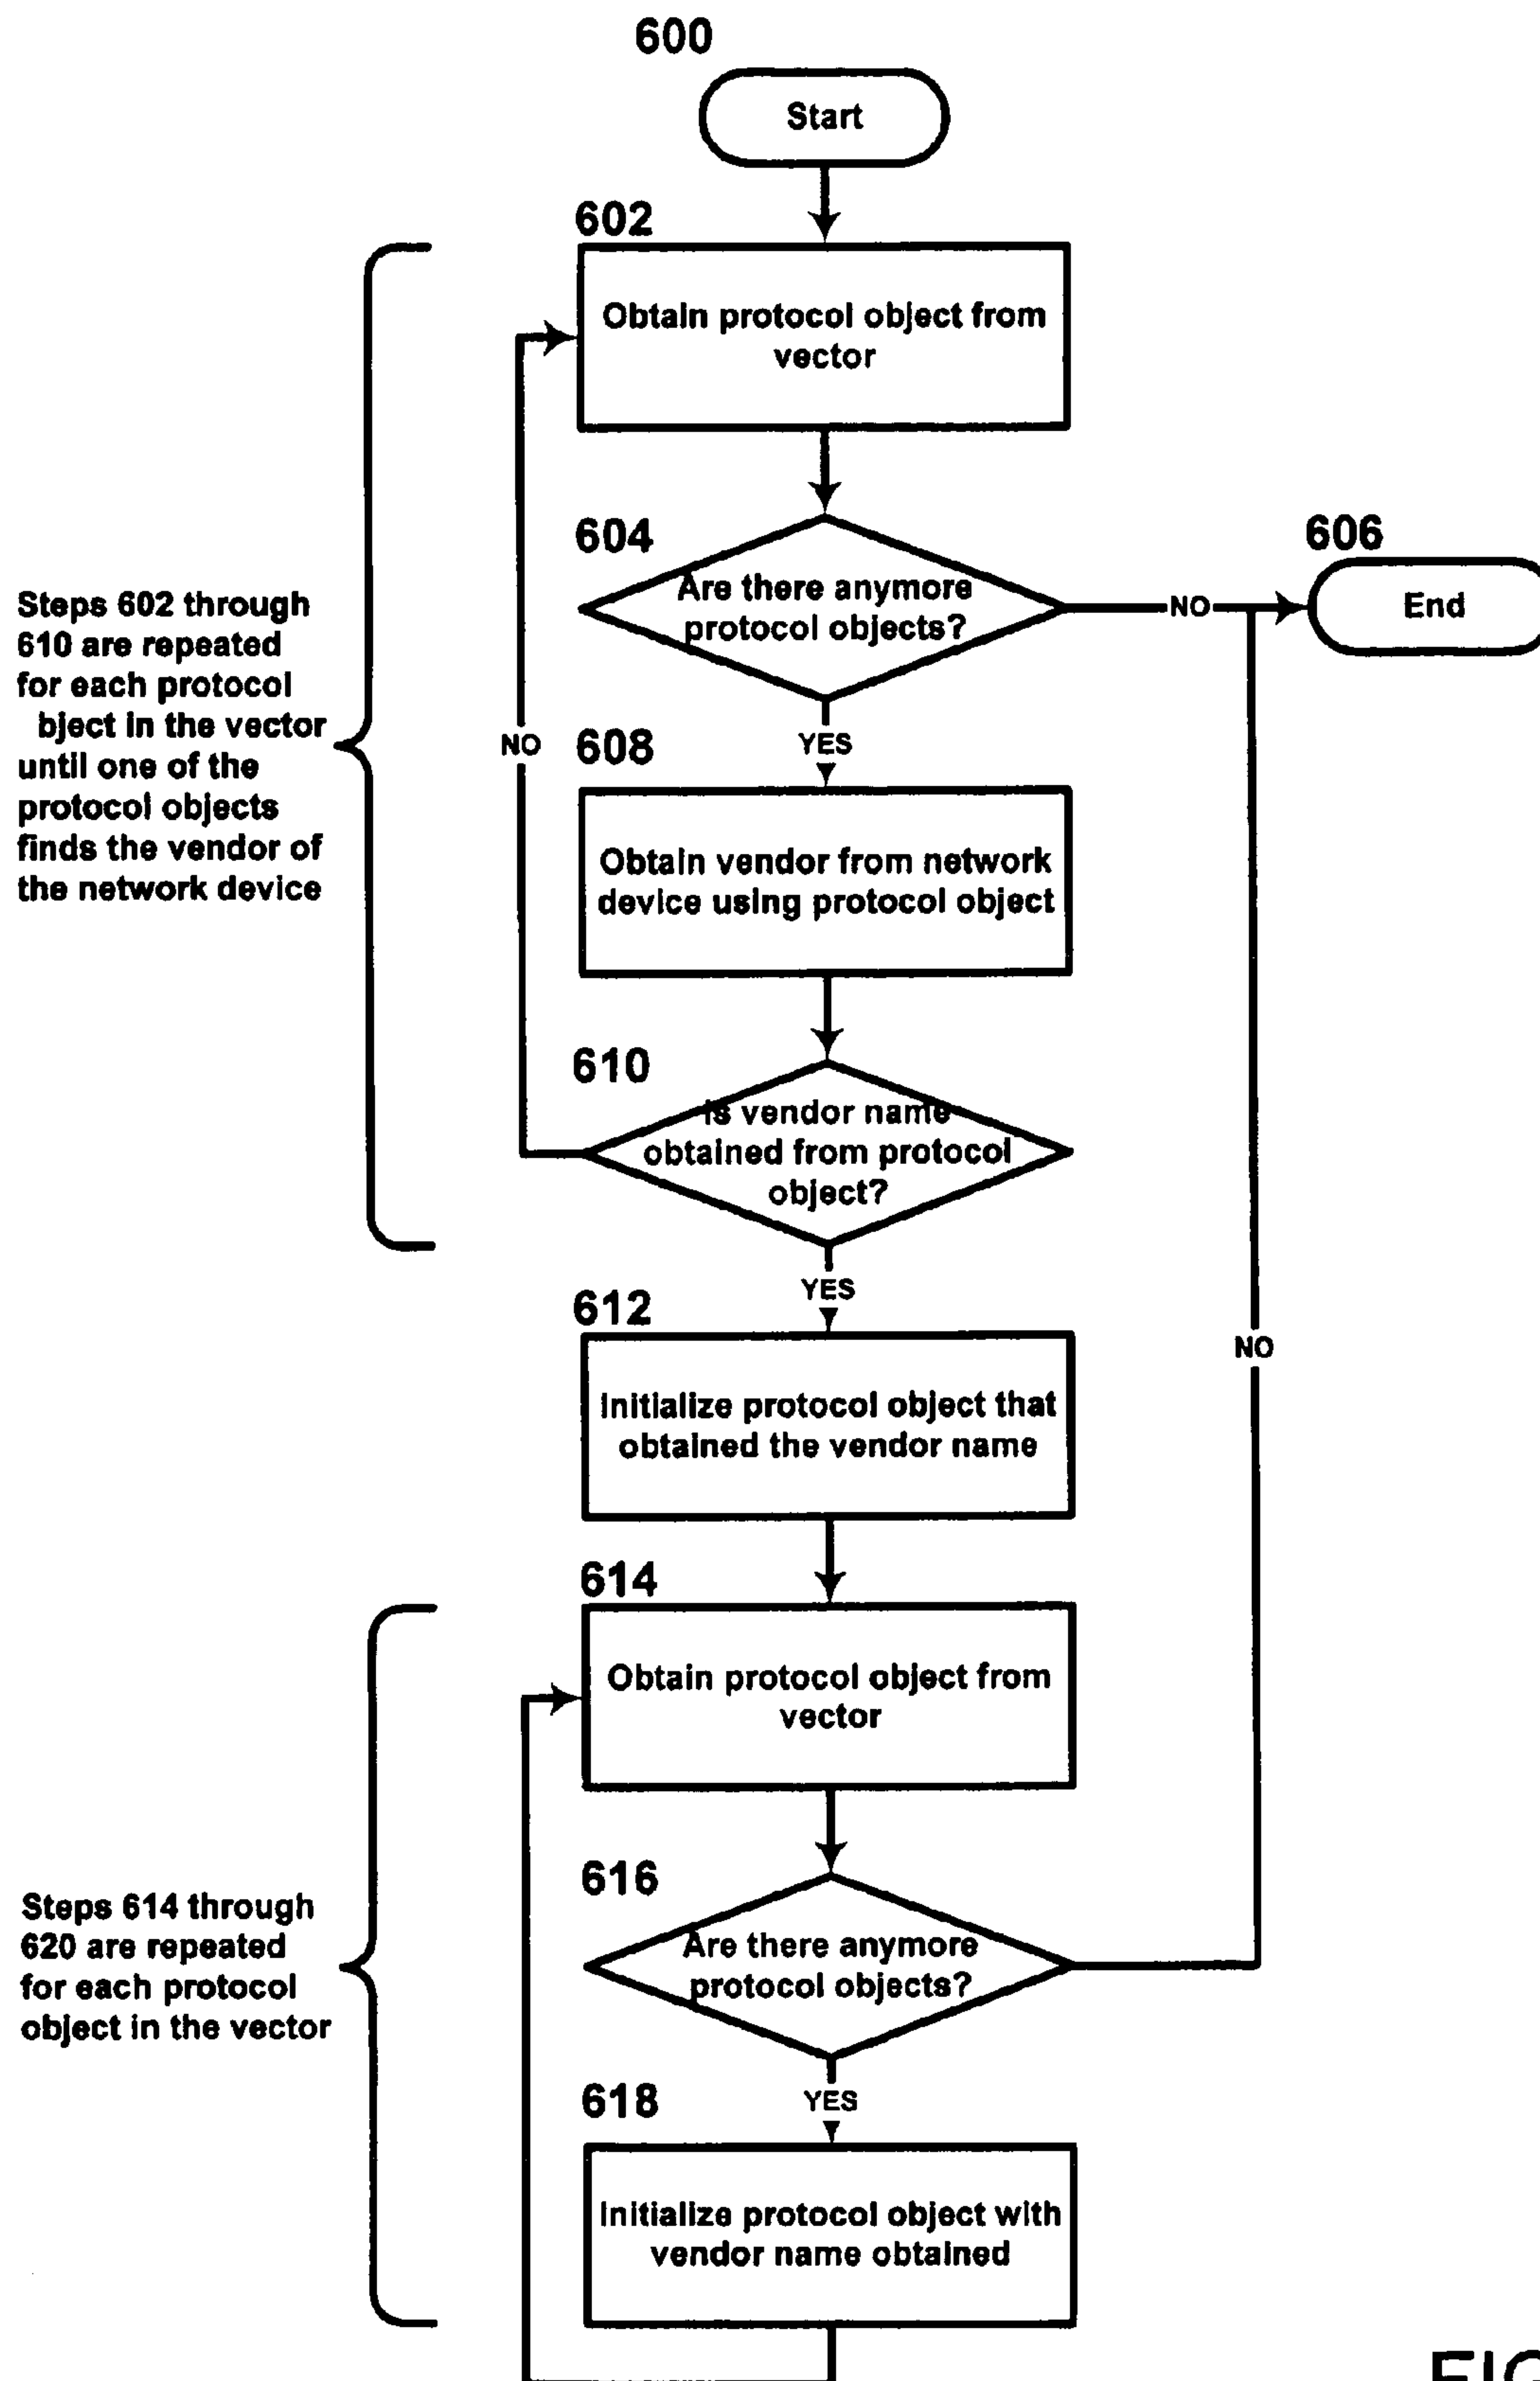 600
Start
602
Obtain protocol object from
vector
604
Are there anymore
protocol objects?
NO
606
End
Steps 602 through
610 are repeated
for each protocol
bject in the vector
until one of the
protocol objects
finds the vendor of
the network device
NO
608
YES
Obtain vendor from network
device using protocol object
610
Is vendor name
obtained from protocol
object?
YES
612
Initialize protocol object that
obtained the vendor name
NO
614
Obtain protocol object from
vector
616
Are there anymore
protocol objects?
Steps 614 through
620 are repeated
for each protocol
object in the vector
618
YES
Initialize protocol object with
vendor name obtained
FIG